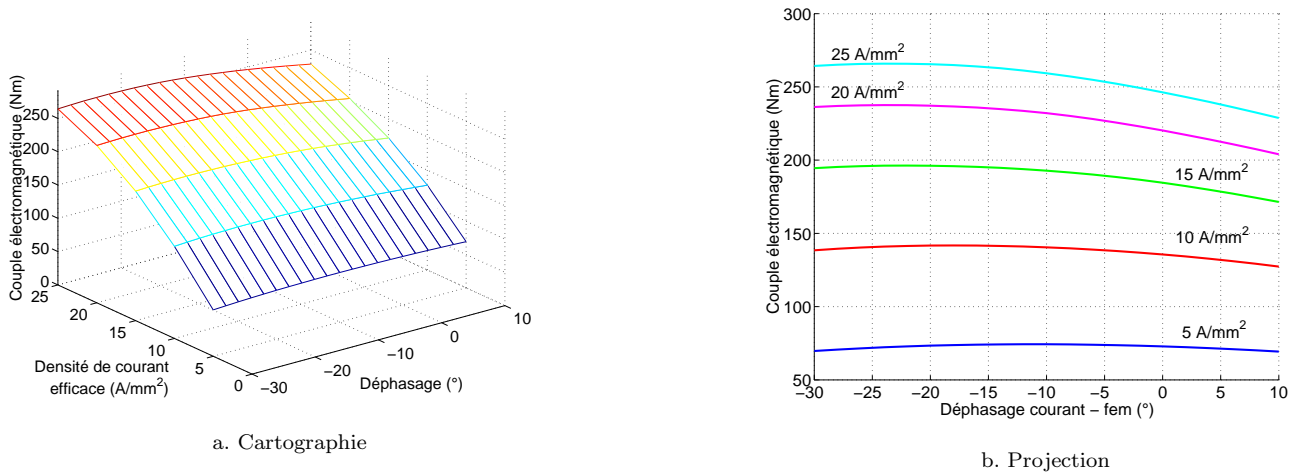 Couple électromagnétique (Nm)
250
200
150
100
50
0
25
20
15
10
5
0
Densité de courant
efficace (A/mm²)
−30
−20
−10
0
10
Déphasage (°)
a. Cartographie
Couple électromagnétique (Nm)
300
250
200
150
100
50
25 A/mm²
20 A/mm²
15 A/mm²
10 A/mm²
5 A/mm²
−30 −25 −20 −15 −10 −5 0 5 10
Déphasage courant − fem (°)
b. Projection